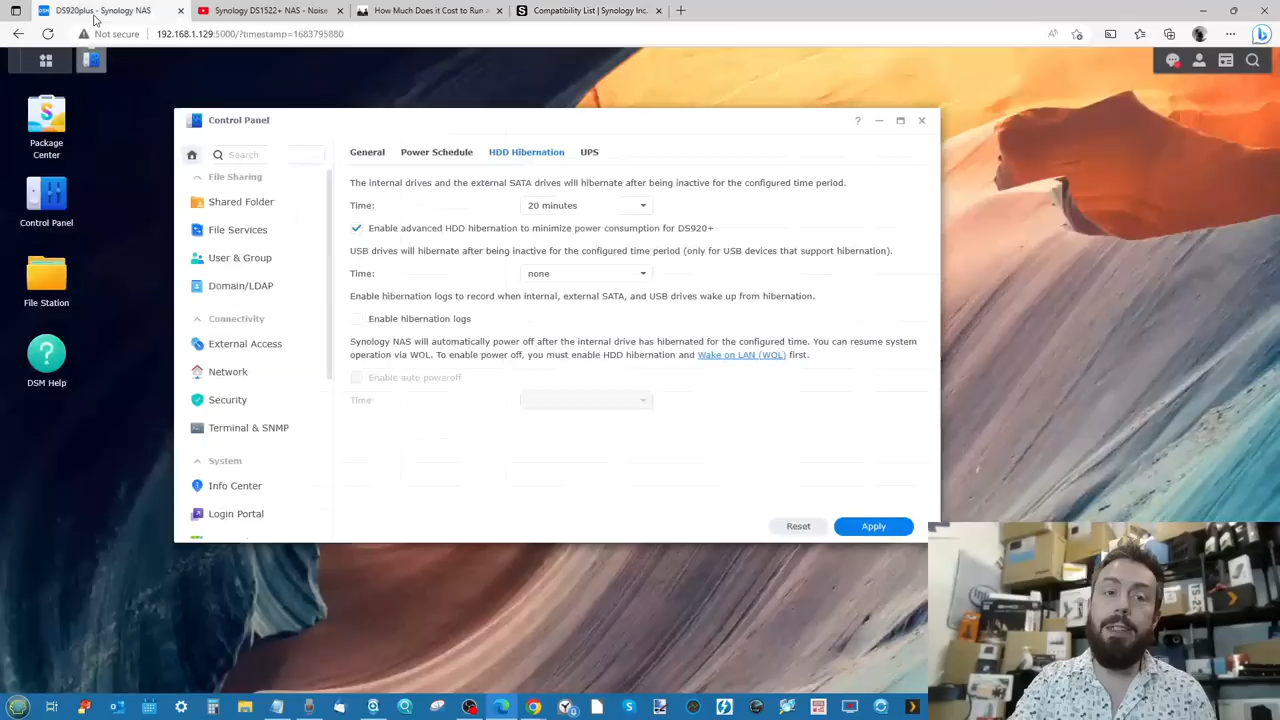 DS920plus - Synology NAS
Synology DS1522+ NAS - Noise
How Much Does it Cost to Run a
Compatibility List | Synology Inc.
Not secure
192.168.1.129:5000/?timestamp=1683795880
Package
Center
Control Panel
File Station
DSM Help
Control Panel
Search
File Sharing
Shared Folder
File Services
User & Group
Domain/LDAP
Connectivity
External Access
Network
Security
Terminal & SNMP
System
Info Center
Login Portal
General
Power Schedule
HDD Hibernation
UPS
The internal drives and the external SATA drives will hibernate after being inactive for the configured time period.
Time:
20 minutes
Enable advanced HDD hibernation to minimize power consumption for DS920+
USB drives will hibernate after being inactive for the configured time period (only for USB devices that support hibernation).
Time:
none
Enable hibernation logs to record when internal, external SATA, and USB drives wake up from hibernation.
Enable hibernation logs
Synology NAS will automatically power off after the internal drive has hibernated for the configured time. You can resume system
operation via WOL. To enable power off, you must enable HDD hibernation and Wake on LAN (WOL) first.
Enable auto poweroff
Time:
Reset
Apply